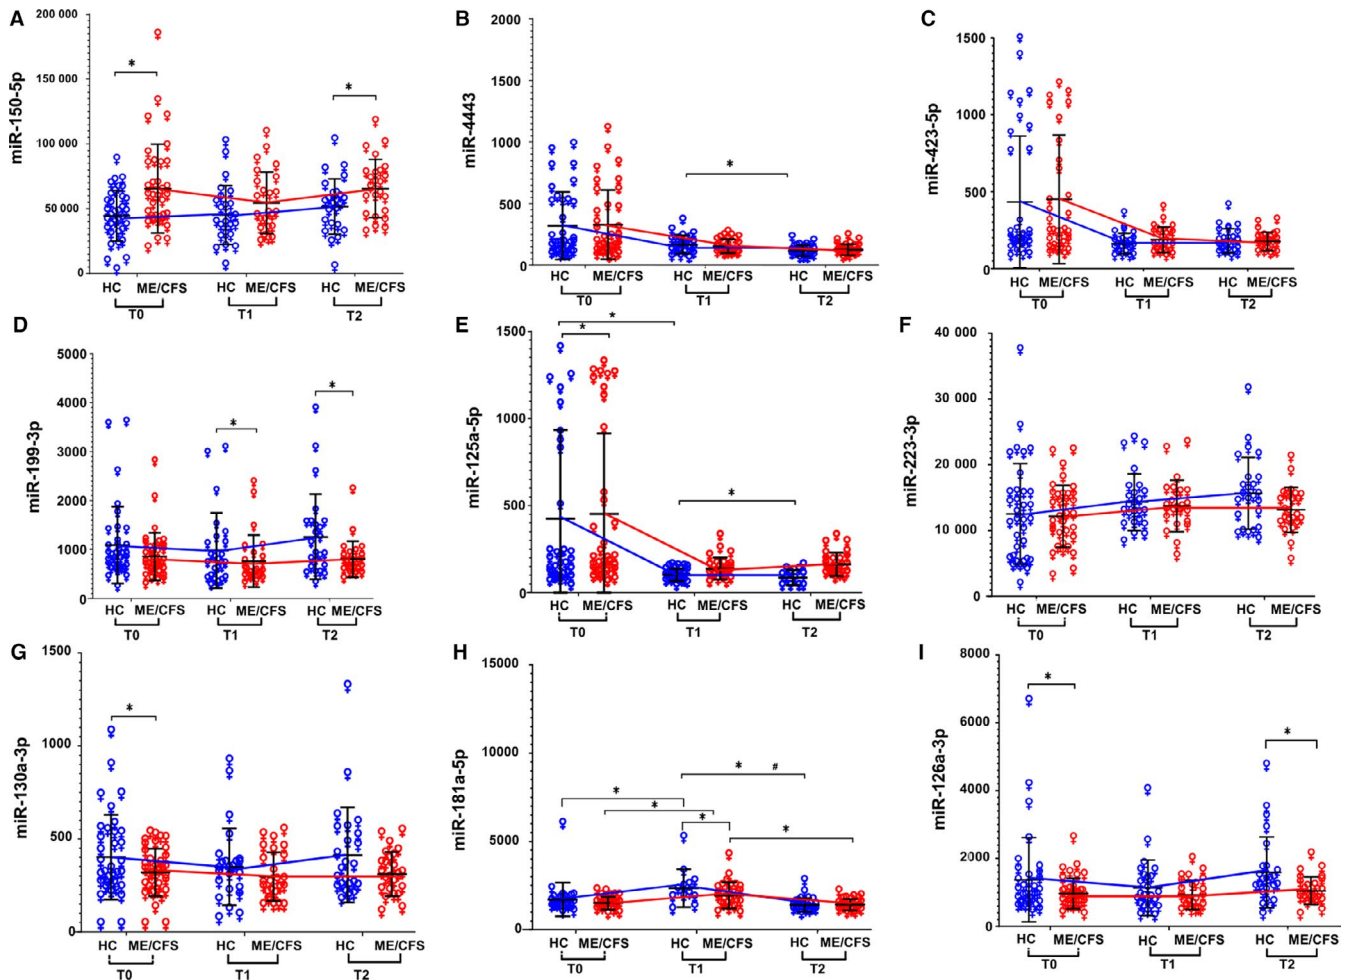 A
miR-150-5p
200 000
150 000
100 000
50 000
0
*
*
HC ME/CFS HC ME/CFS HC ME/CFS
T0 T1 T2
B
miR-4443
2000
1500
1000
500
0
*
HC ME/CFS HC ME/CFS HC ME/CFS
T0 T1 T2
C
miR-423-5p
1500
1000
500
0
HC ME/CFS HC ME/CFS HC ME/CFS
T0 T1 T2
D
miR-199-3p
5000
4000
3000
2000
1000
0
*
*
HC ME/CFS HC ME/CFS HC ME/CFS
T0 T1 T2
E
miR-125a-5p
1500
1000
500
0
*
*
*
HC ME/CFS HC ME/CFS HC ME/CFS
T0 T1 T2
F
miR-223-3p
40 000
30 000
20 000
10 000
0
HC ME/CFS HC ME/CFS HC ME/CFS
T0 T1 T2
G
miR-130a-3p
1500
1000
500
0
*
HC ME/CFS HC ME/CFS HC ME/CFS
T0 T1 T2
H
miR-181a-5p
15000
10000
5000
0
* #
*
*
*
*
HC ME/CFS HC ME/CFS HC ME/CFS
T0 T1 T2
I
miR-126a-3p
8000
6000
4000
2000
0
*
*
HC ME/CFS HC ME/CFS HC ME/CFS
T0 T1 T2